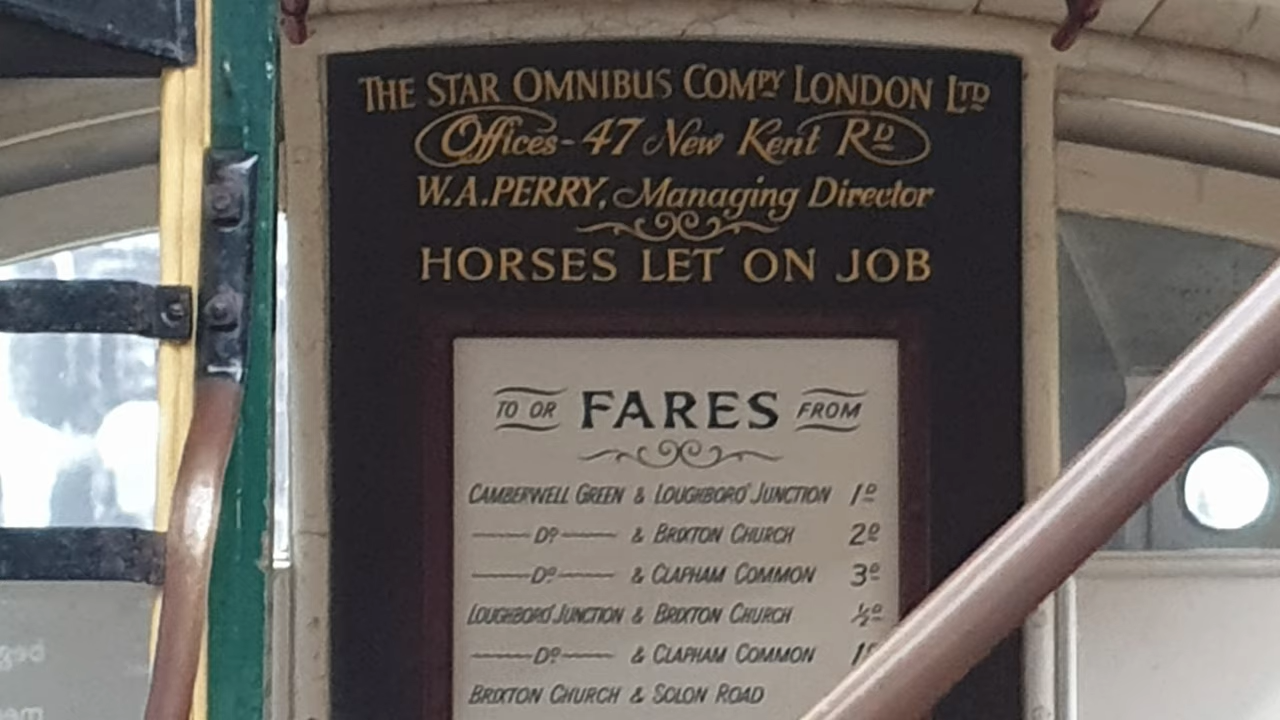 THE STAR OMNIBUS COMPY LONDON LTD
Offices-47 New Kent RD
W.A.PERRY, Managing Director
HORSES LET ON JOB
TO OR FARES FROM
CAMBERWELL GREEN & LOUGHBORO' JUNCTION 1D
DO & BRIXTON CHURCH 2D
DO & CLAPHAM COMMON 3D
LOUGHBORO' JUNCTION & BRIXTON CHURCH ½D
DO & CLAPHAM COMMON
BRIXTON CHURCH & SOLON ROAD